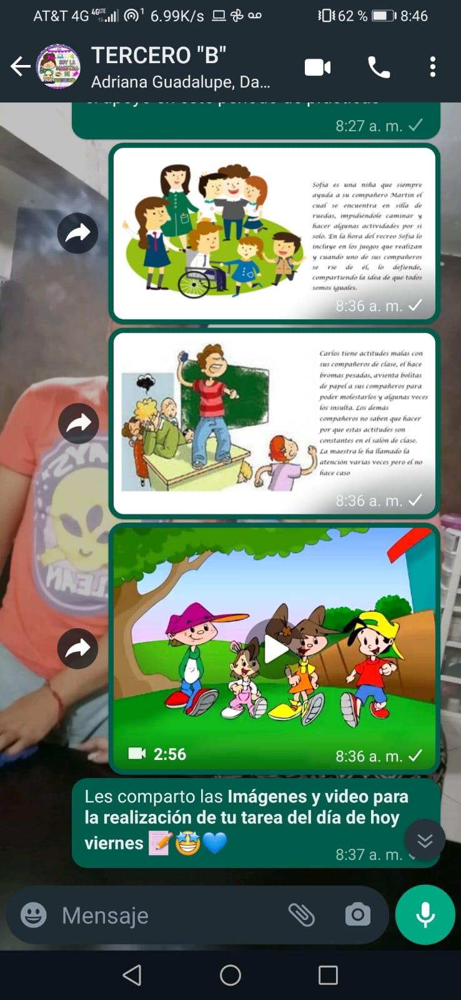 AT&T 4G 4G LTE 1 6.99K/s 62 % 8:46
TERCERO "B"
Adriana Guadalupe, Da...
8:27 a. m.
Sofía es una niña que siempre
ayuda a su compañero Martín el
cual se encuentra en silla de
ruedas, impidiéndole caminar y
hacer algunas actividades por si
solo. En la hora del recreo Sofía lo
incluye en los juegos que realizan
y cuando uno de sus compañeros
se ríe de él, lo defiende,
compartiendo la idea de que todos
somos iguales.
8:36 a. m.
Carlos tiene actitudes malas con
sus compañeros de clase, el hace
bromas pesadas, avienta bolitas
de papel a sus compañeros para
poder molestarlos y algunas veces
los insulta. Los demás
compañeros no saben que hacer
por que estas actitudes son
constantes en el salón de clase.
La maestra le ha llamado la
atención varias veces pero el no
hace caso
8:36 a. m.
2:56
8:36 a. m.
Les comparto las Imágenes y video para
la realización de tu tarea del día de hoy
viernes 📝🤩💙
8:37 a. m.
Mensaje